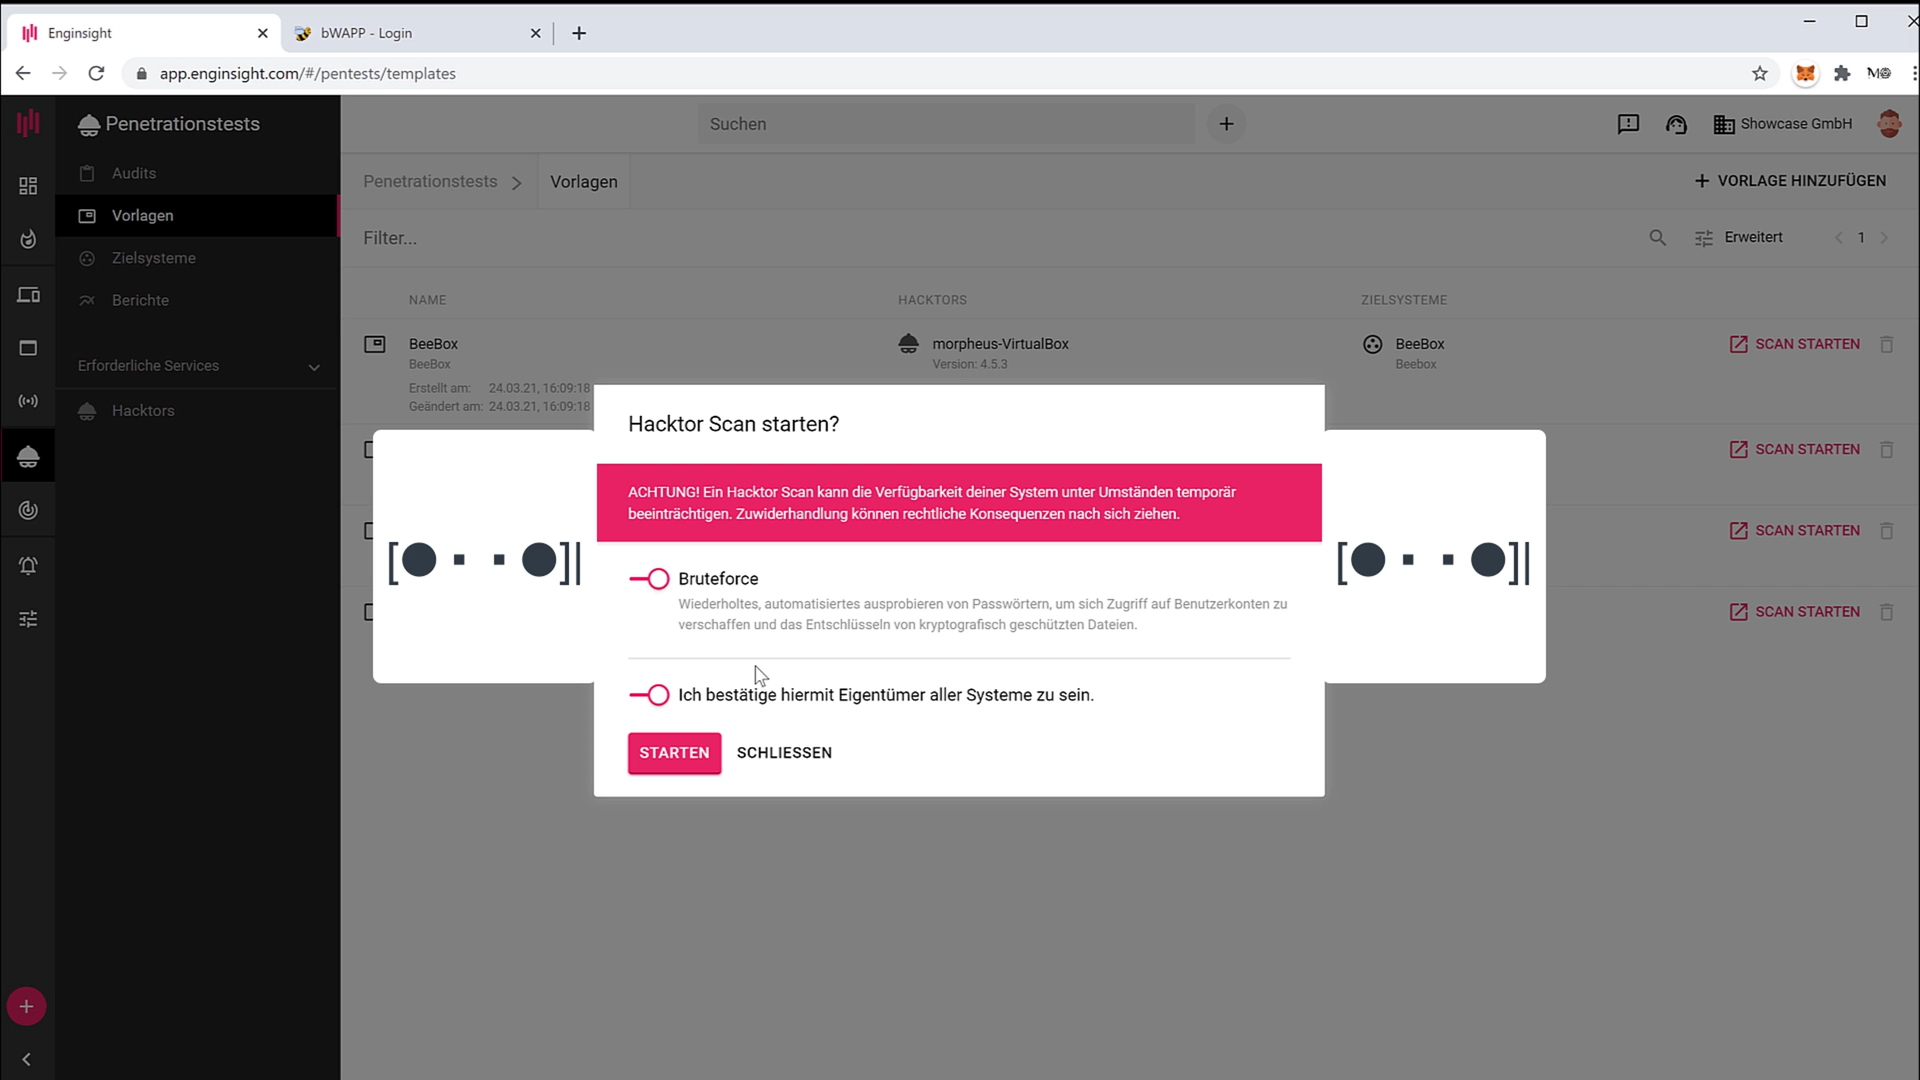 Enginsight
bWAPP - Login
app.enginsight.com/#/pentests/templates
Penetrationstests
Suchen
Showcase GmbH
Audits
Vorlagen
Zielsysteme
Berichte
Erforderliche Services
Hacktors
Penetrationstests
Vorlagen
VORLAGE HINZUFÜGEN
Filter...
Erweitert
1
NAME
HACKTORS
ZIELSYSTEME
BeeBox
morpheus-VirtualBox
BeeBox
SCAN STARTEN
BeeBox
Version: 4.5.3
Beebox
Erstellt am: 24.03.21, 16:09:18
Geändert am: 24.03.21, 16:09:18
SCAN STARTEN
SCAN STARTEN
SCAN STARTEN
Hacktor Scan starten?
ACHTUNG! Ein Hacktor Scan kann die Verfügbarkeit deiner System unter Umständen temporär
beeinträchtigen. Zuwiderhandlung können rechtliche Konsequenzen nach sich ziehen.
Bruteforce
Wiederholtes, automatisiertes ausprobieren von Passwörtern, um sich Zugriff auf Benutzerkonten zu
verschaffen und das Entschlüsseln von kryptografisch geschützten Dateien.
Ich bestätige hiermit Eigentümer aller Systeme zu sein.
STARTEN
SCHLIESSEN